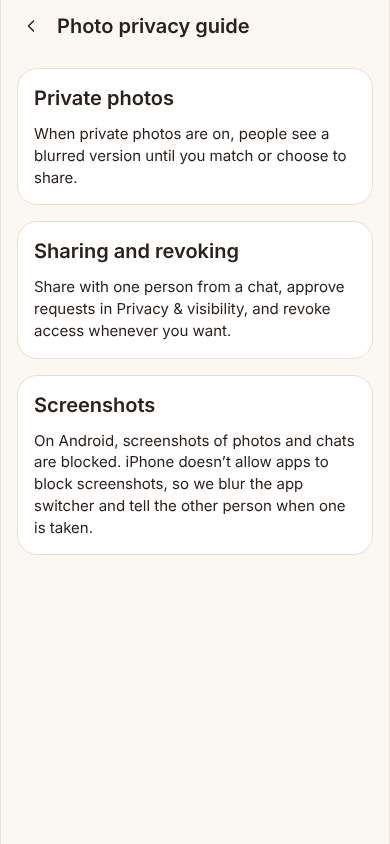 Photo privacy guide
Private photos
When private photos are on, people see a
blurred version until you match or choose to
share.
Sharing and revoking
Share with one person from a chat, approve
requests in Privacy & visibility, and revoke
access whenever you want.
Screenshots
On Android, screenshots of photos and chats
are blocked. iPhone doesn’t allow apps to
block screenshots, so we blur the app
switcher and tell the other person when one
is taken.